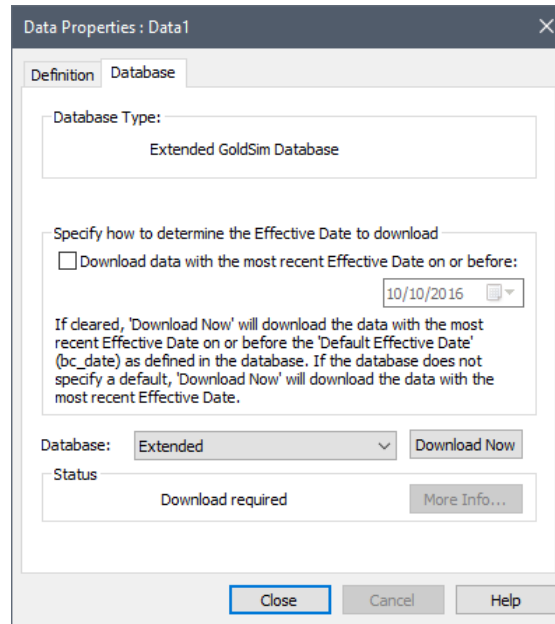 Data Properties : Data1
Definition
Database
Database Type:
Extended GoldSim Database
Specify how to determine the Effective Date to download
Download data with the most recent Effective Date on or before:
10/10/2016
If cleared, 'Download Now' will download the data with the most
recent Effective Date on or before the 'Default Effective Date'
(bc_date) as defined in the database. If the database does not
specify a default, 'Download Now' will download the data with the
most recent Effective Date.
Database:
Extended
Download Now
Status
Download required
More Info...
Close
Cancel
Help